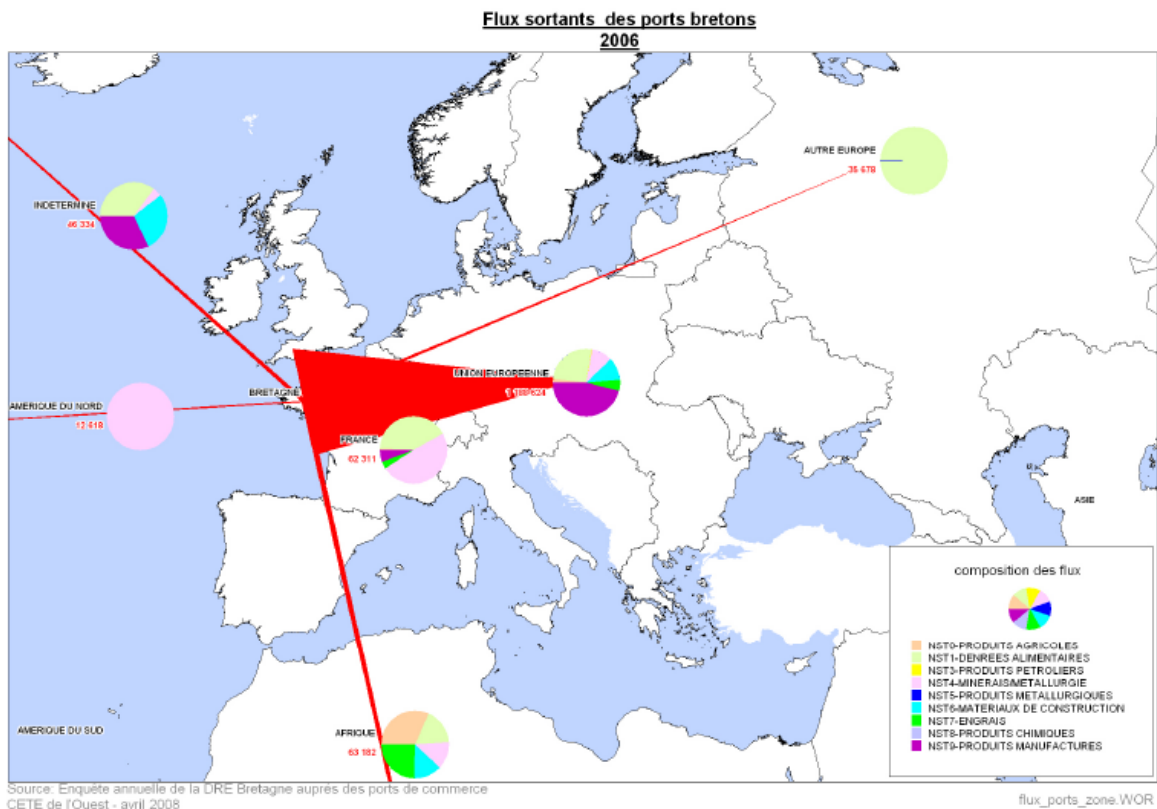 Flux sortants des ports bretons
2006
AUTRE EUROPE
35 678
INDETERMINE
46 334
UNION EUROPEENNE
BRETAGNE
AMERIQUE DU NORD
12 618
FRANCE
62 311
ASIE
AMERIQUE DU SUD
AFRIQUE
63 182
composition des flux
NST0-PRODUITS AGRICOLES
NST1-DENREES ALIMENTAIRES
NST3-PRODUITS PETROLIERS
NST4-MINERAIS/METALLURGIE
NST5-PRODUITS METALLURGIQUES
NST6-MATERIAUX DE CONSTRUCTION
NST7-ENGRAIS
NST8-PRODUITS CHIMIQUES
NST9-PRODUITS MANUFACTURES
Source: Enquête annuelle de la DRE Bretagne auprès des ports de commerce
CETE de l'Ouest - avril 2008
flux_ports_zone.WOR